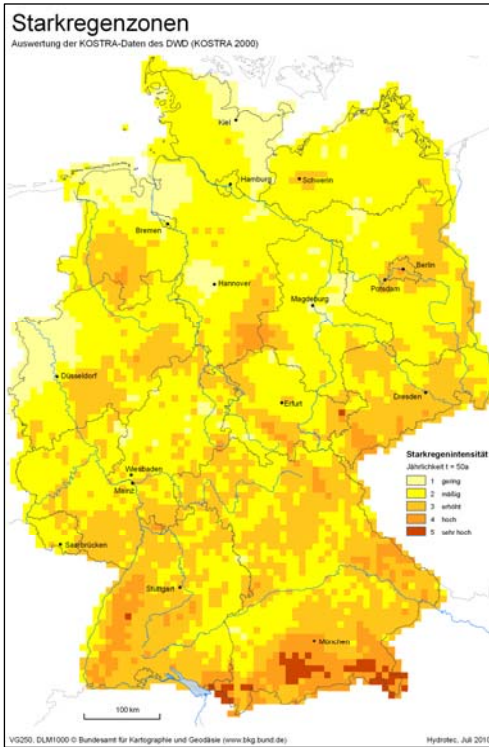 Starkregenzonen
Auswertung der KOSTRA-Daten des DWD (KOSTRA 2000)
Kiel
Hamburg
Schwerin
Bremen
Berlin
Hannover
Potsdam
Magdeburg
Düsseldorf
Erfurt
Dresden
Starkregenintensität
Jährlichkeit t = 50a
1 gering
2 mäßig
3 erhöht
4 hoch
5 sehr hoch
Wiesbaden
Mainz
Saarbrücken
Stuttgart
München
100 km
VG250, DLM1000 © Bundesamt für Kartographie und Geodäsie (www.bkg.bund.de)
Hydrotec, Juli 2010